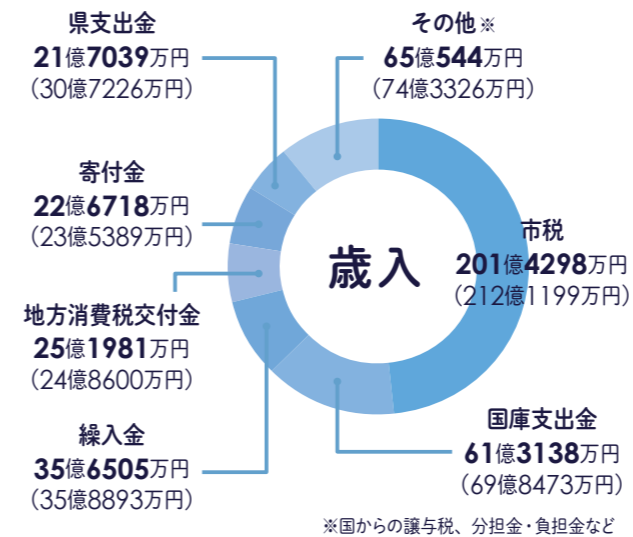 県支出金
21億7039万円
（30億7226万円）
その他※
65億544万円
（74億3326万円）
寄付金
22億6718万円
（23億5389万円）
歳入
市税
201億4298万円
（212億1199万円）
地方消費税交付金
25億1981万円
（24億8600万円）
繰入金
35億6505万円
（35億8893万円）
国庫支出金
61億3138万円
（69億8473万円）
※国からの譲与税、分担金・負担金など